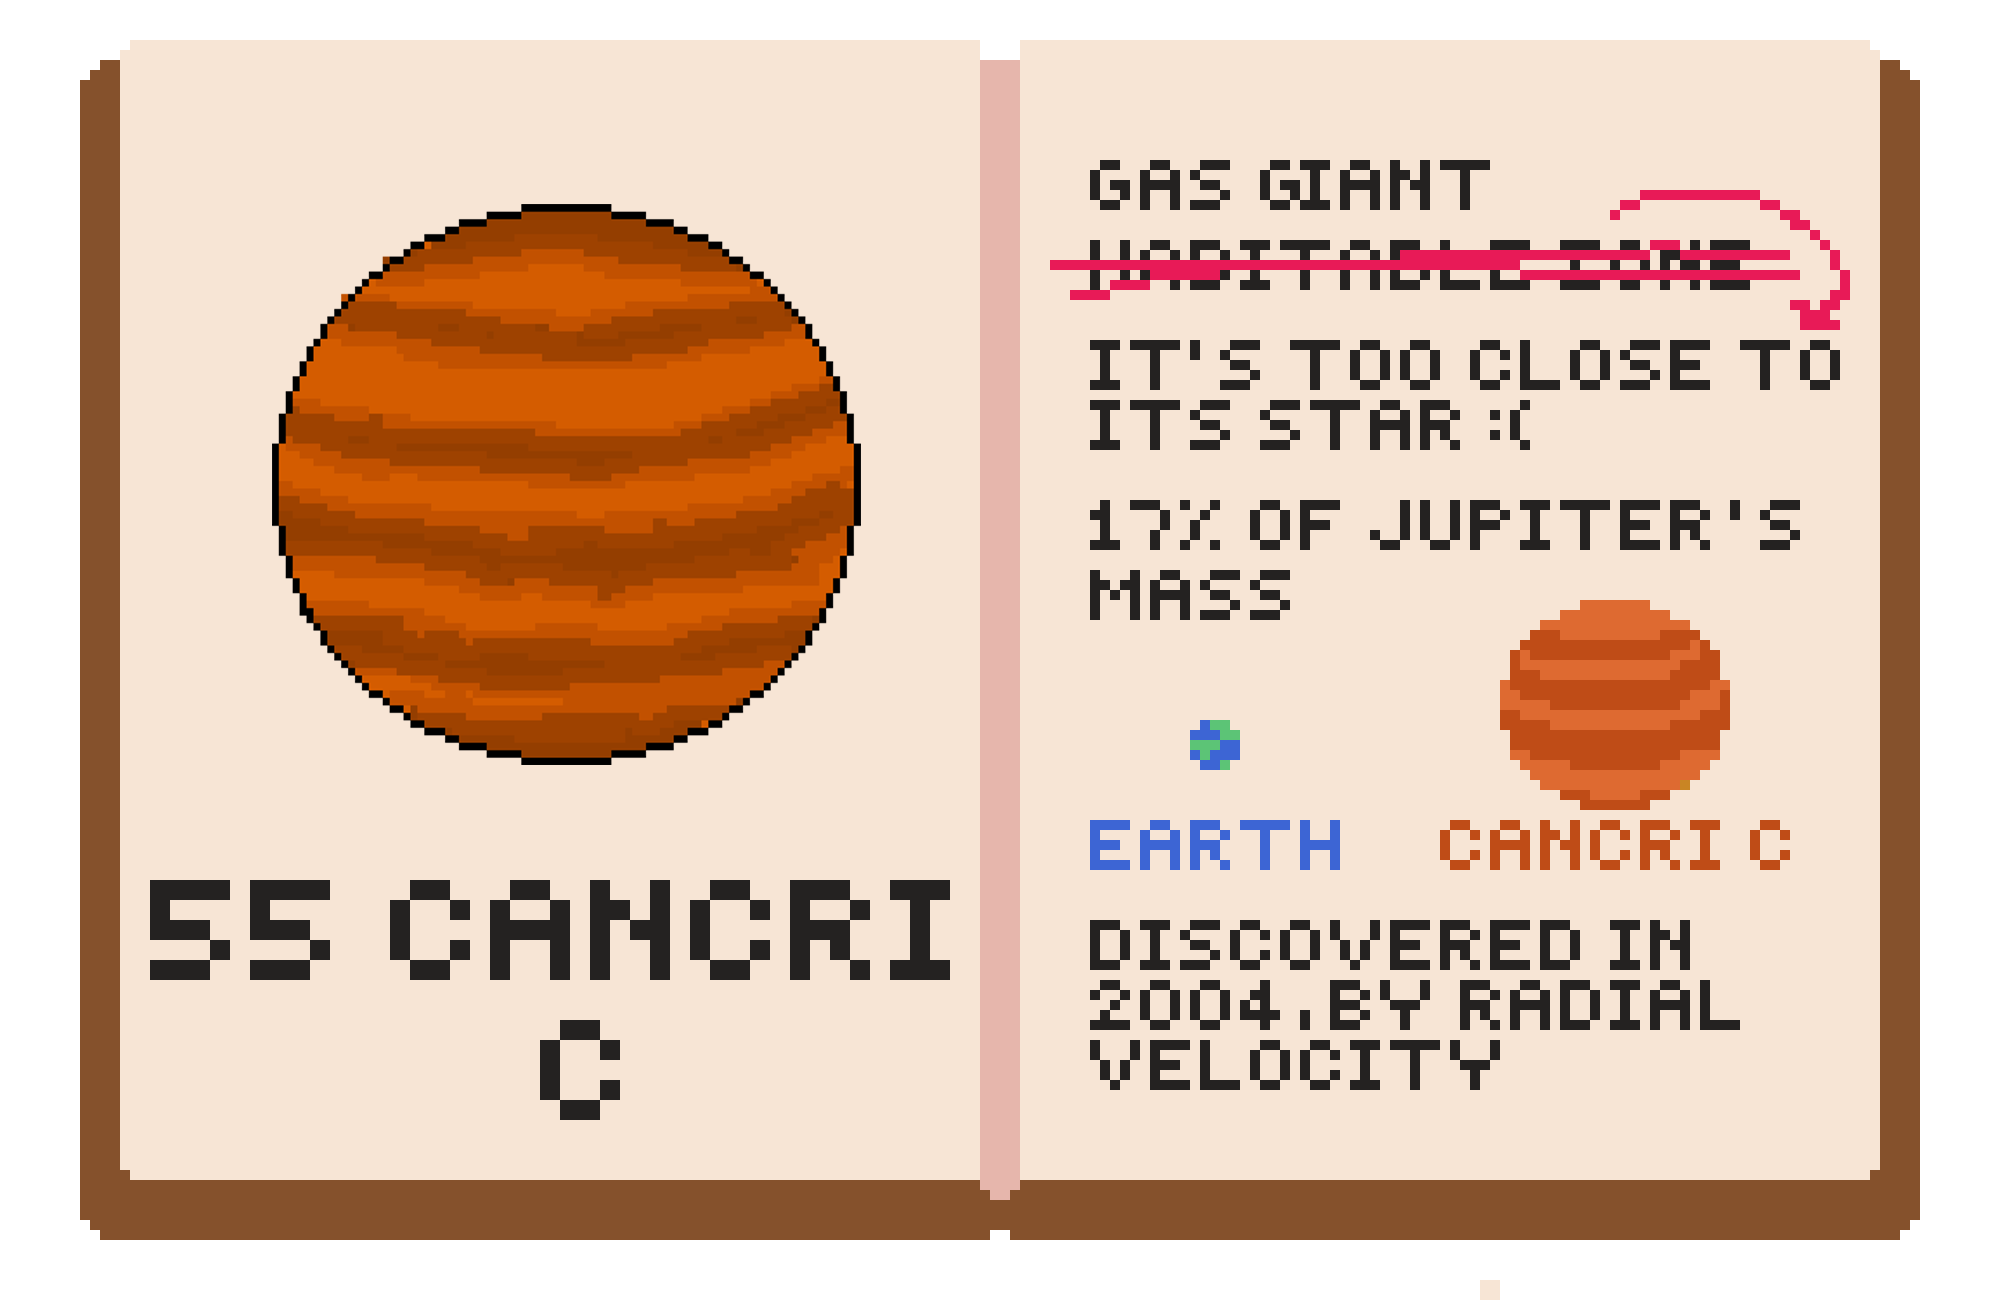 55 CANCRI
C
GAS GIANT
HABITABLE ZONE
IT'S TOO CLOSE TO
ITS STAR :(
17% OF JUPITER'S
MASS
EARTH CANCRI C
DISCOVERED IN
2004,BY RADIAL
VELOCITY